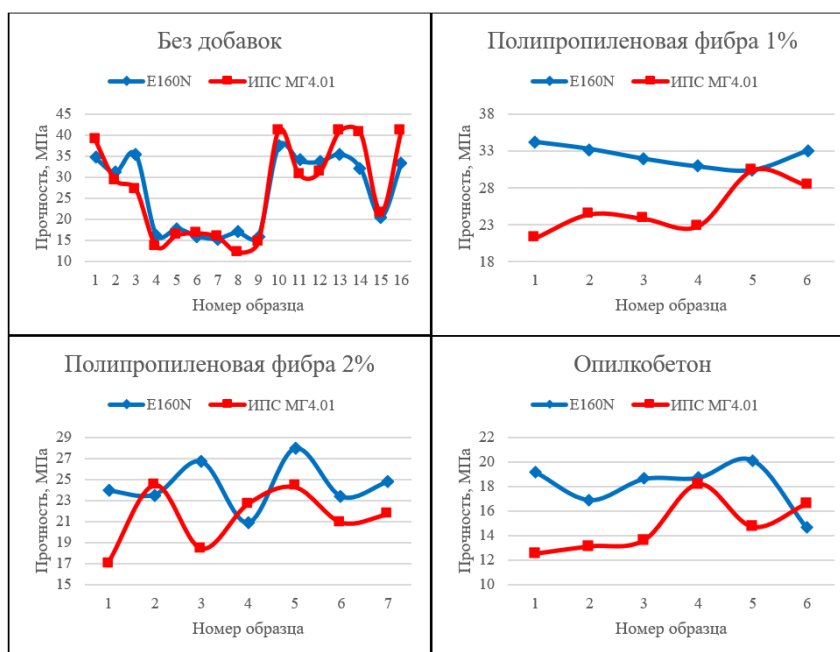 Без добавок
E160N ИПС МГ4.01
Прочность, МПа
45
40
35
30
25
20
15
10
1 2 3 4 5 6 7 8 9 10 11 12 13 14 15 16
Номер образца
Полипропиленовая фибра 1%
E160N ИПС МГ4.01
Прочность, МПа
38
33
28
23
18
1 2 3 4 5 6
Номер образца
Полипропиленовая фибра 2%
E160N ИПС МГ4.01
Прочность, МПа
29
27
25
23
21
19
17
15
1 2 3 4 5 6 7
Номер образца
Опилкобетон
E160N ИПС МГ4.01
Прочность, МПа
22
20
18
16
14
12
10
1 2 3 4 5 6
Номер образца